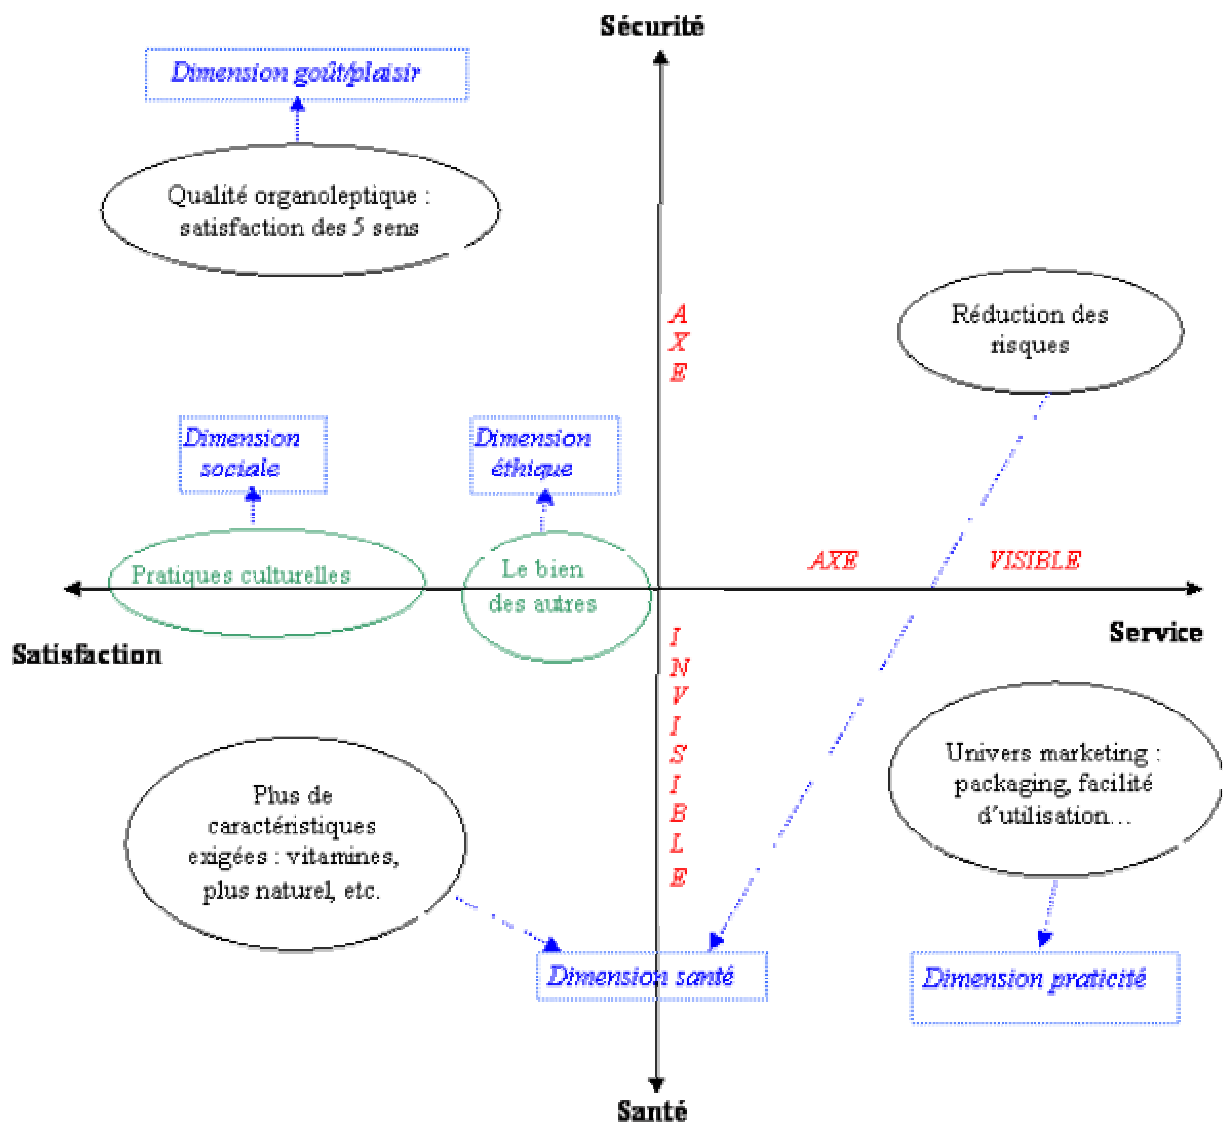 Sécurité
Dimension goût/plaisir
Qualité organoleptique :
satisfaction des 5 sens
Réduction des
risques
A
X
E
Dimension
sociale
Dimension
éthique
Pratiques culturelles
Le bien
des autres
AXE VISIBLE
Satisfaction
Service
I
N
V
I
S
I
B
L
E
Univers marketing :
packaging, facilité
d'utilisation...
Plus de
caractéristiques
exigées : vitamines,
plus naturel, etc.
Dimension santé
Dimension praticité
Santé